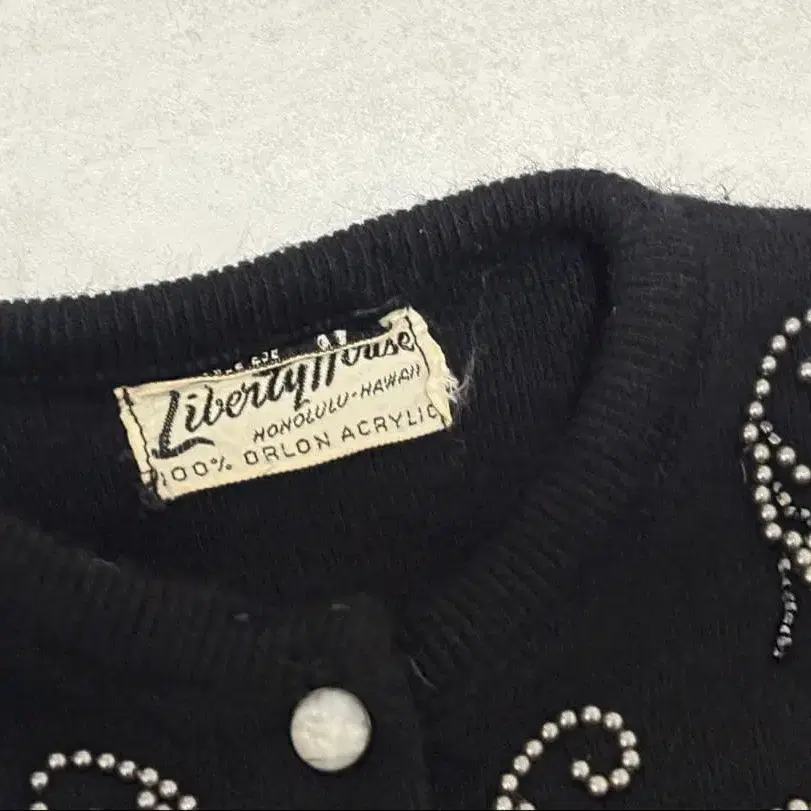 Liberty House
HONOLULU-HAWAII
100% ORLON ACRYLIC